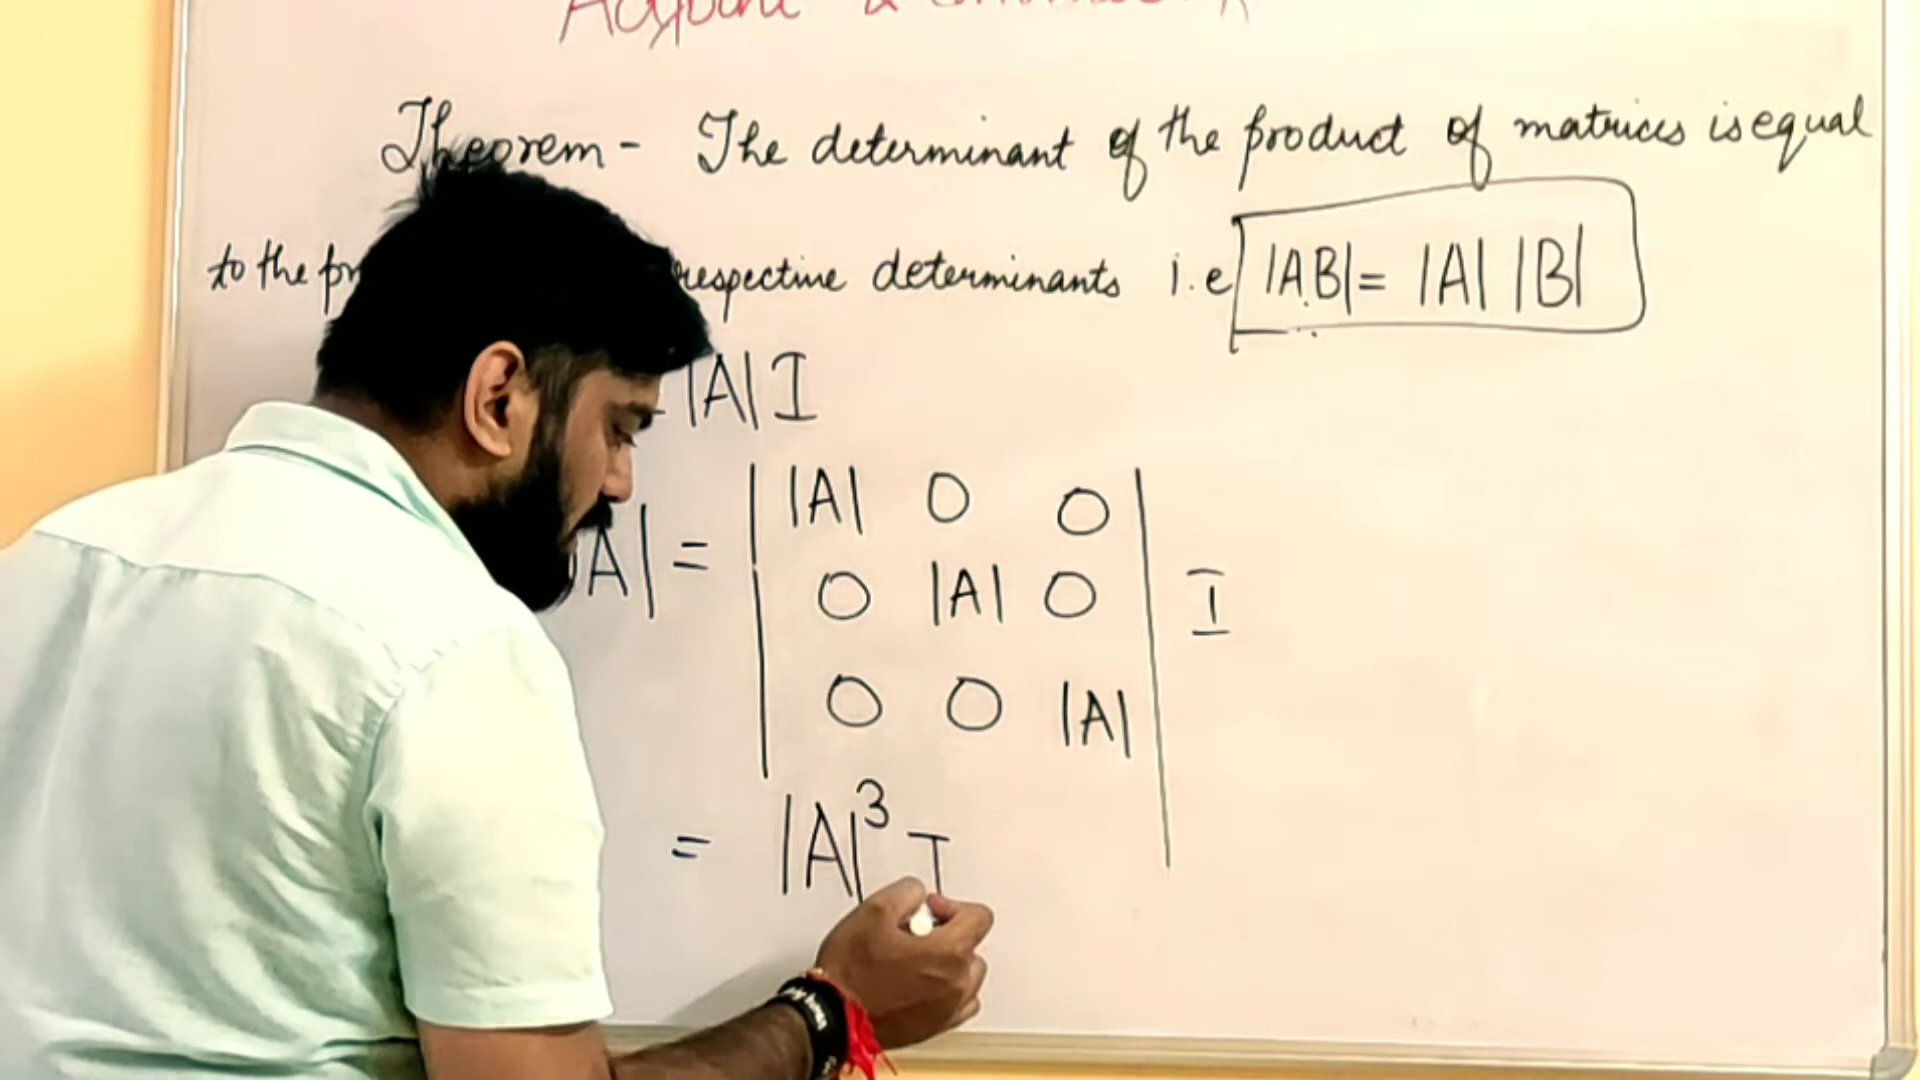 Adjoint &
Theorem - The determinant of the product of matrices is equal
to the respective determinants i.e |AB| = |A| |B|
= |A| I
A| = | |A| 0 0 |
| 0 |A| 0 | I
| 0 0 |A| |
= |A|³ I